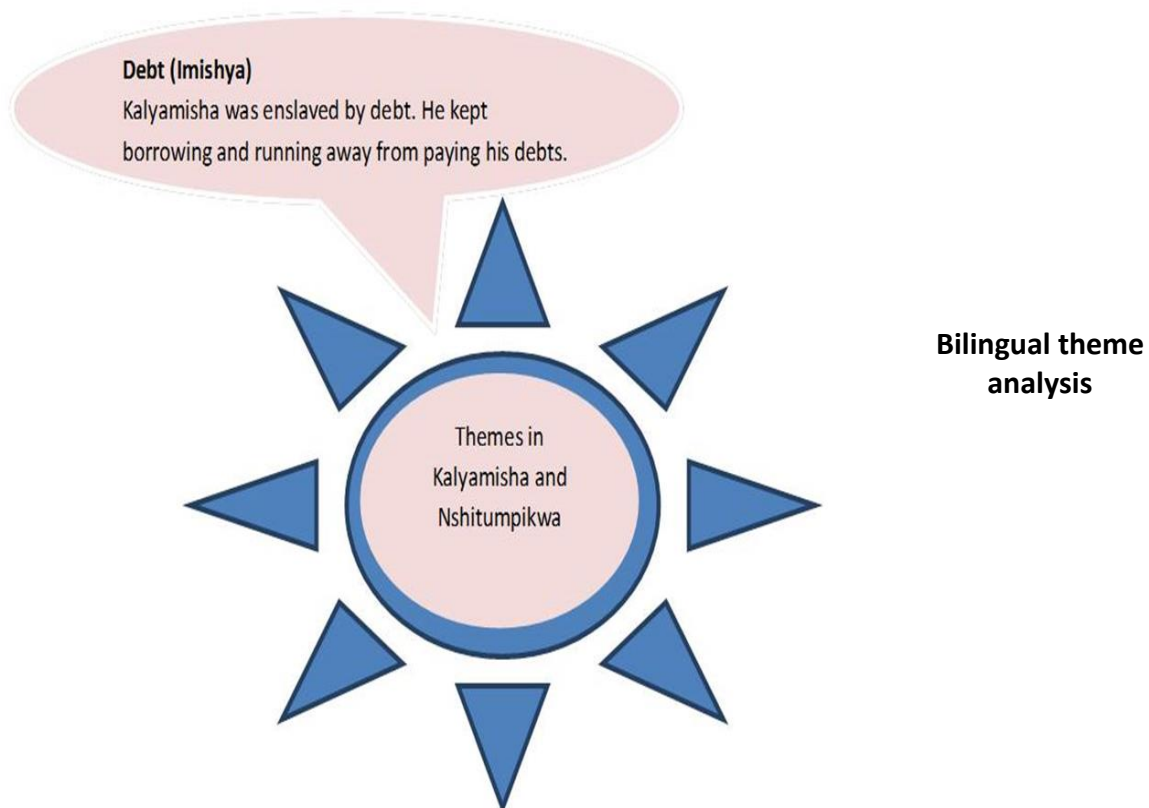 Debt (Imishya)
Kalyamisha was enslaved by debt. He kept
borrowing and running away from paying his debts.
Themes in
Kalyamisha and
Nshitumpikwa
Bilingual theme
analysis